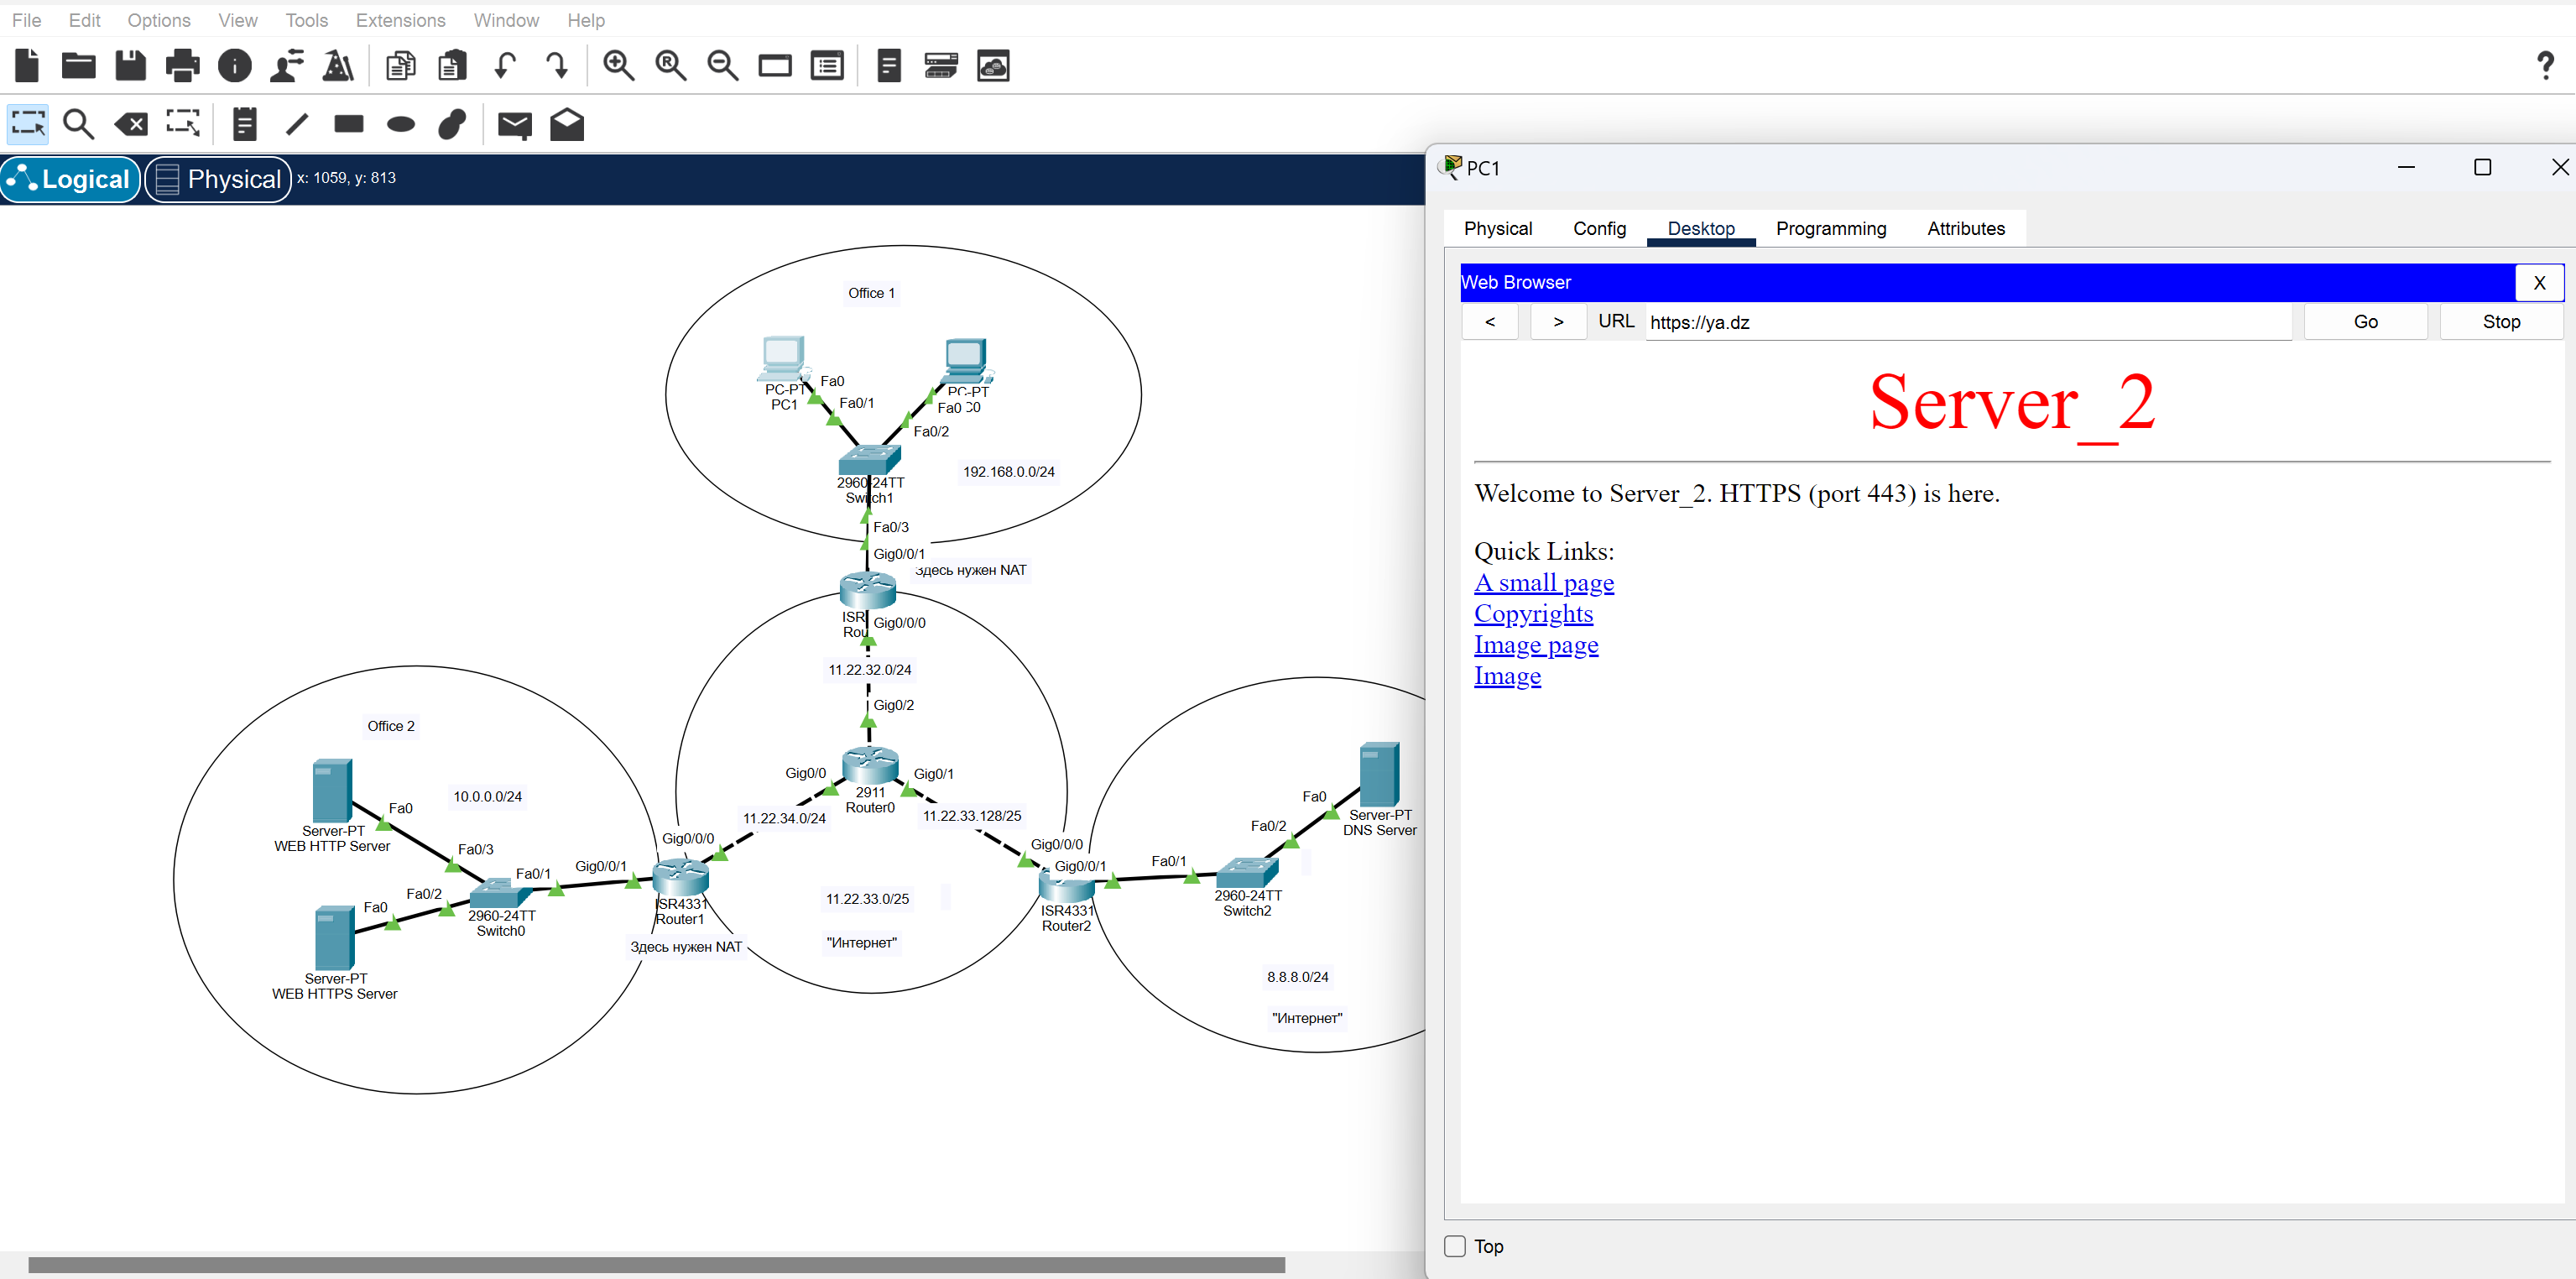 File Edit Options View Tools Extensions Window Help
?
Logical
Physical
x: 1059, y: 813
Office 1
PC-PT
PC1
Fa0
Fa0/1
PC-PT
Fa0
C0
Fa0/2
2960-24TT
Switch1
192.168.0.0/24
Fa0/3
Gig0/0/1
Здесь нужен NAT
ISR
Rou
Gig0/0/0
11.22.32.0/24
Gig0/2
Gig0/0
Gig0/1
2911
Router0
11.22.34.0/24
11.22.33.128/25
Office 2
10.0.0.0/24
Fa0
Server-PT
WEB HTTP Server
Fa0/3
Fa0/1
Gig0/0/1
Gig0/0/0
Fa0/2
Fa0
2960-24TT
Switch0
Server-PT
WEB HTTPS Server
ISR4331
Router1
Здесь нужен NAT
11.22.33.0/25
"Интернет"
Gig0/0/0
Gig0/0/1
ISR4331
Router2
Fa0/1
Fa0/2
Fa0
Server-PT
DNS Server
2960-24TT
Switch2
8.8.8.0/24
"Интернет"
PC1
Physical Config Desktop Programming Attributes
Web Browser
X
< > URL https://ya.dz Go Stop
Server_2
Welcome to Server_2. HTTPS (port 443) is here.
Quick Links:
A small page
Copyrights
Image page
Image
Top